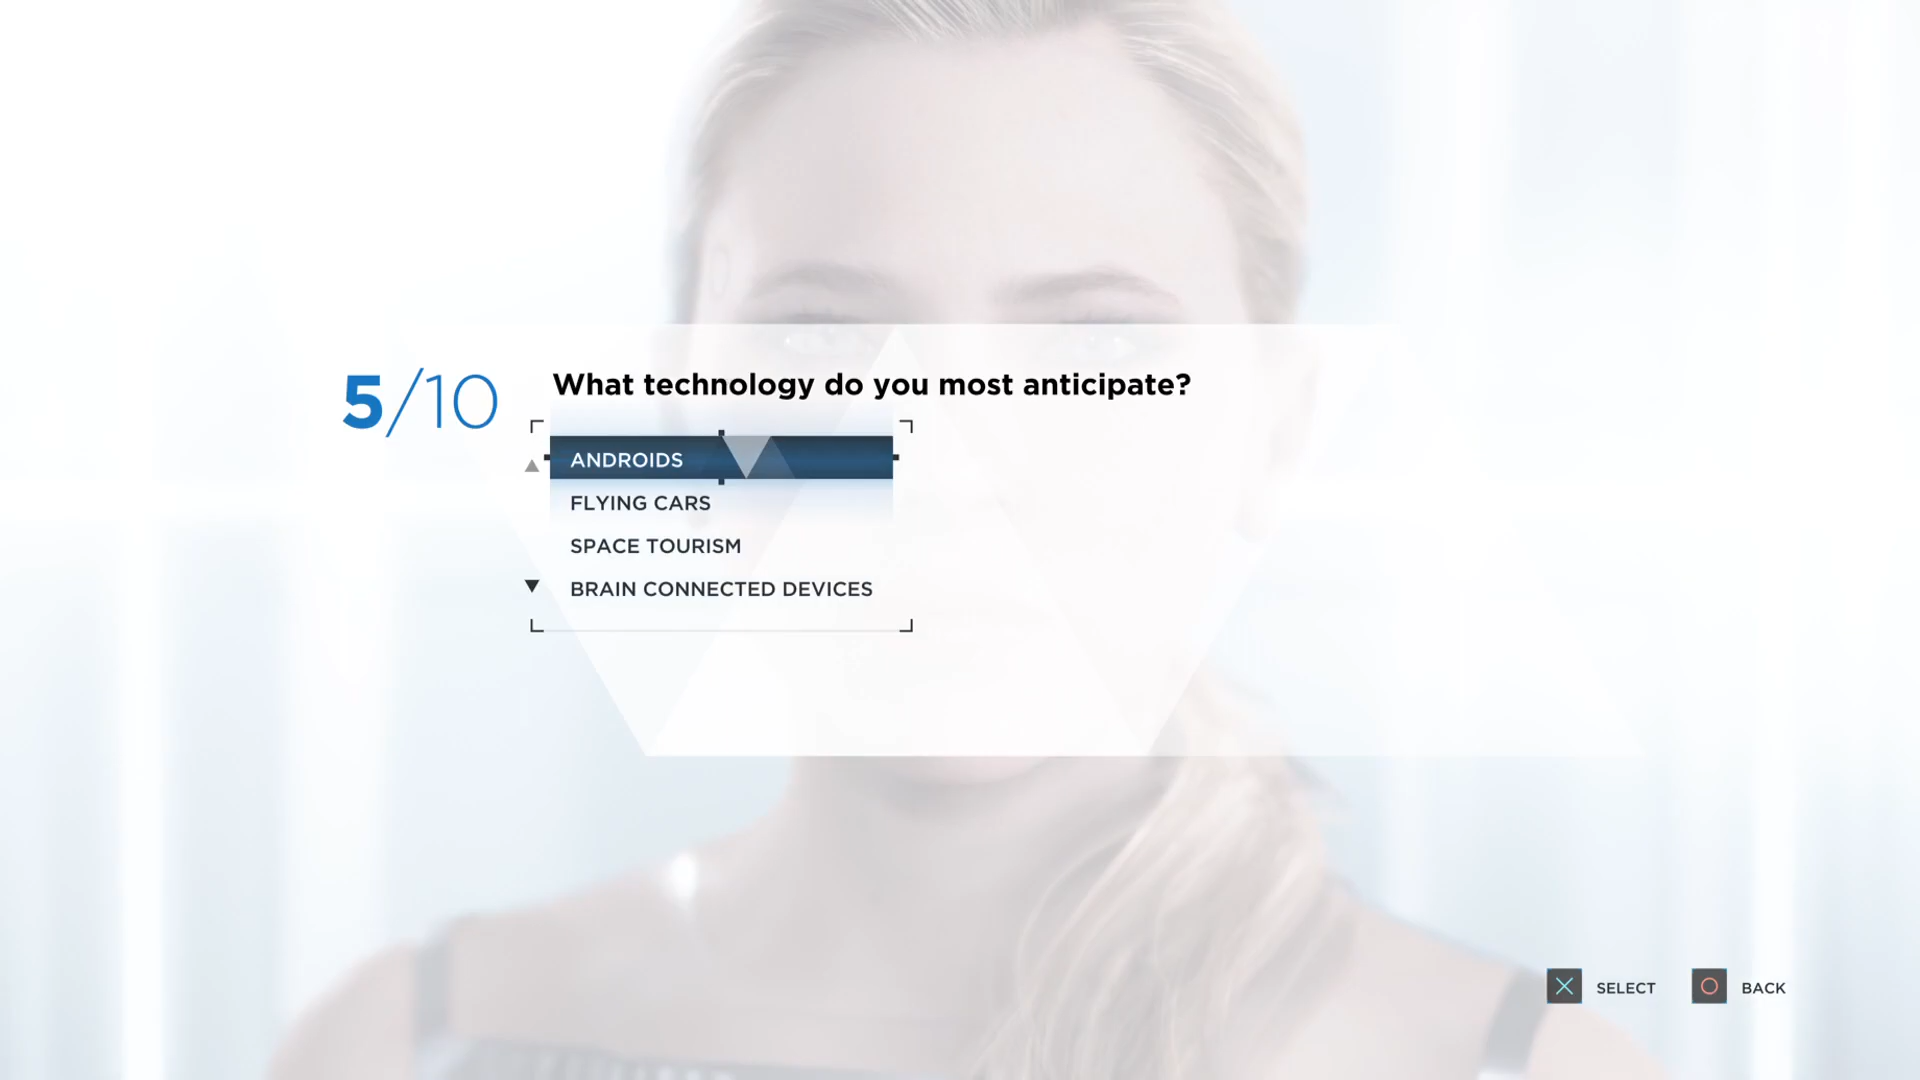 5/10
What technology do you most anticipate?
ANDROIDS
FLYING CARS
SPACE TOURISM
BRAIN CONNECTED DEVICES
SELECT
BACK